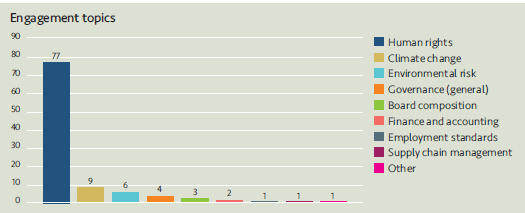 Engagement topics
90
80
70
60
50
40
30
20
10
0
77
9
6
4
3
2
1
1
1
Human rights
Climate change
Environmental risk
Governance (general)
Board composition
Finance and accounting
Employment standards
Supply chain management
Other